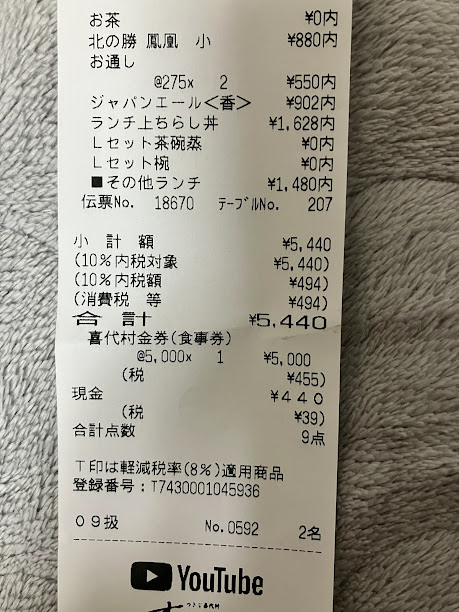 お茶 ¥0内
北の勝 鳳凰 小 ¥880内
お通し
@275x 2 ¥550内
ジャパンエール<香> ¥902内
ランチ上ちらし丼 ¥1,628内
Lセット茶碗蒸 ¥0内
Lセット椀 ¥0内
■その他ランチ ¥1,480内
伝票No. 18670 テーブルNo. 207
小計額 ¥5,440
(10%内税対象 ¥5,440)
(10%内税額 ¥494)
(消費税 等 ¥494)
合計 ¥5,440
喜代村金券(食事券)
@5,000x 1 ¥5,000
(税 ¥455)
現金 ¥440
(税 ¥39)
合計点数 9点
T印は軽減税率(8%)適用商品
登録番号:T7430001045936
09扱 No.0592 2名
YouTube
つきじ喜代村